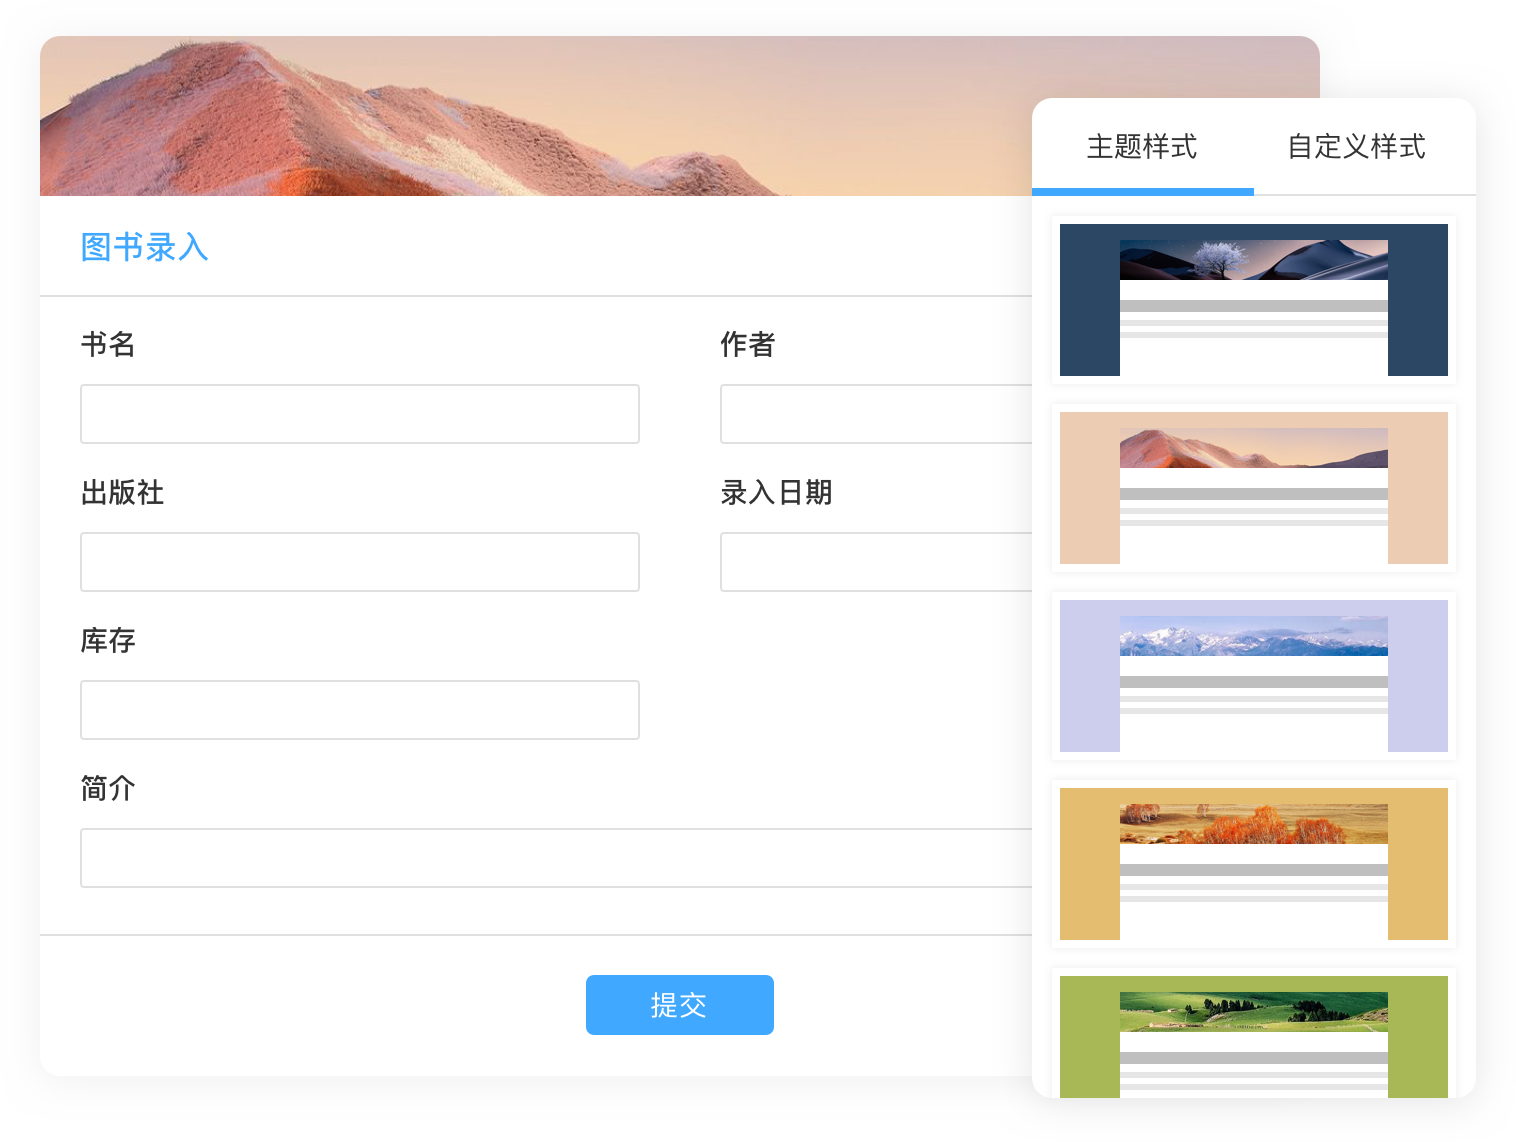 主题样式 自定义样式
图书录入
书名 作者
出版社 录入日期
库存
简介
提交